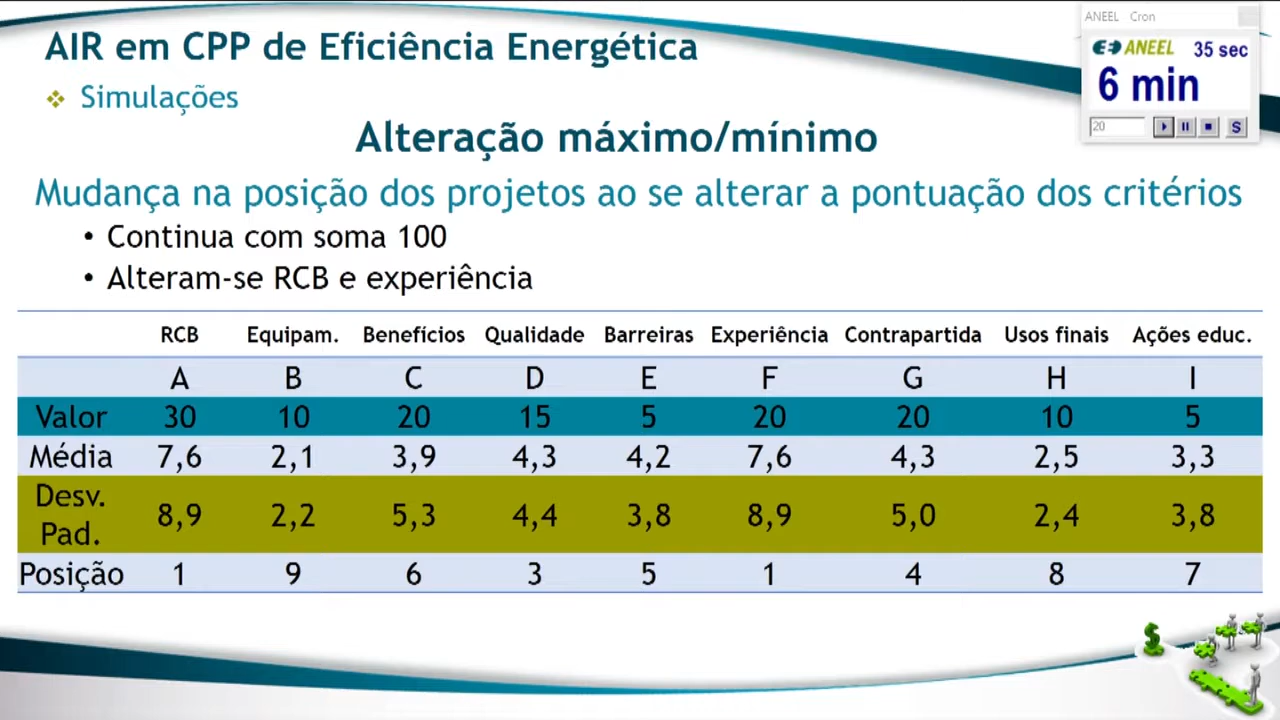 AIR em CPP de Eficiência Energética
ANEEL Cron
ANEEL 35 sec
6 min
20
S
❖ Simulações
Alteração máximo/mínimo
Mudança na posição dos projetos ao se alterar a pontuação dos critérios
• Continua com soma 100
• Alteram-se RCB e experiência
RCB Equipam. Benefícios Qualidade Barreiras Experiência Contrapartida Usos finais Ações educ.
A B C D E F G H I
Valor 30 10 20 15 5 20 20 10 5
Média 7,6 2,1 3,9 4,3 4,2 7,6 4,3 2,5 3,3
Desv. Pad. 8,9 2,2 5,3 4,4 3,8 8,9 5,0 2,4 3,8
Posição 1 9 6 3 5 1 4 8 7